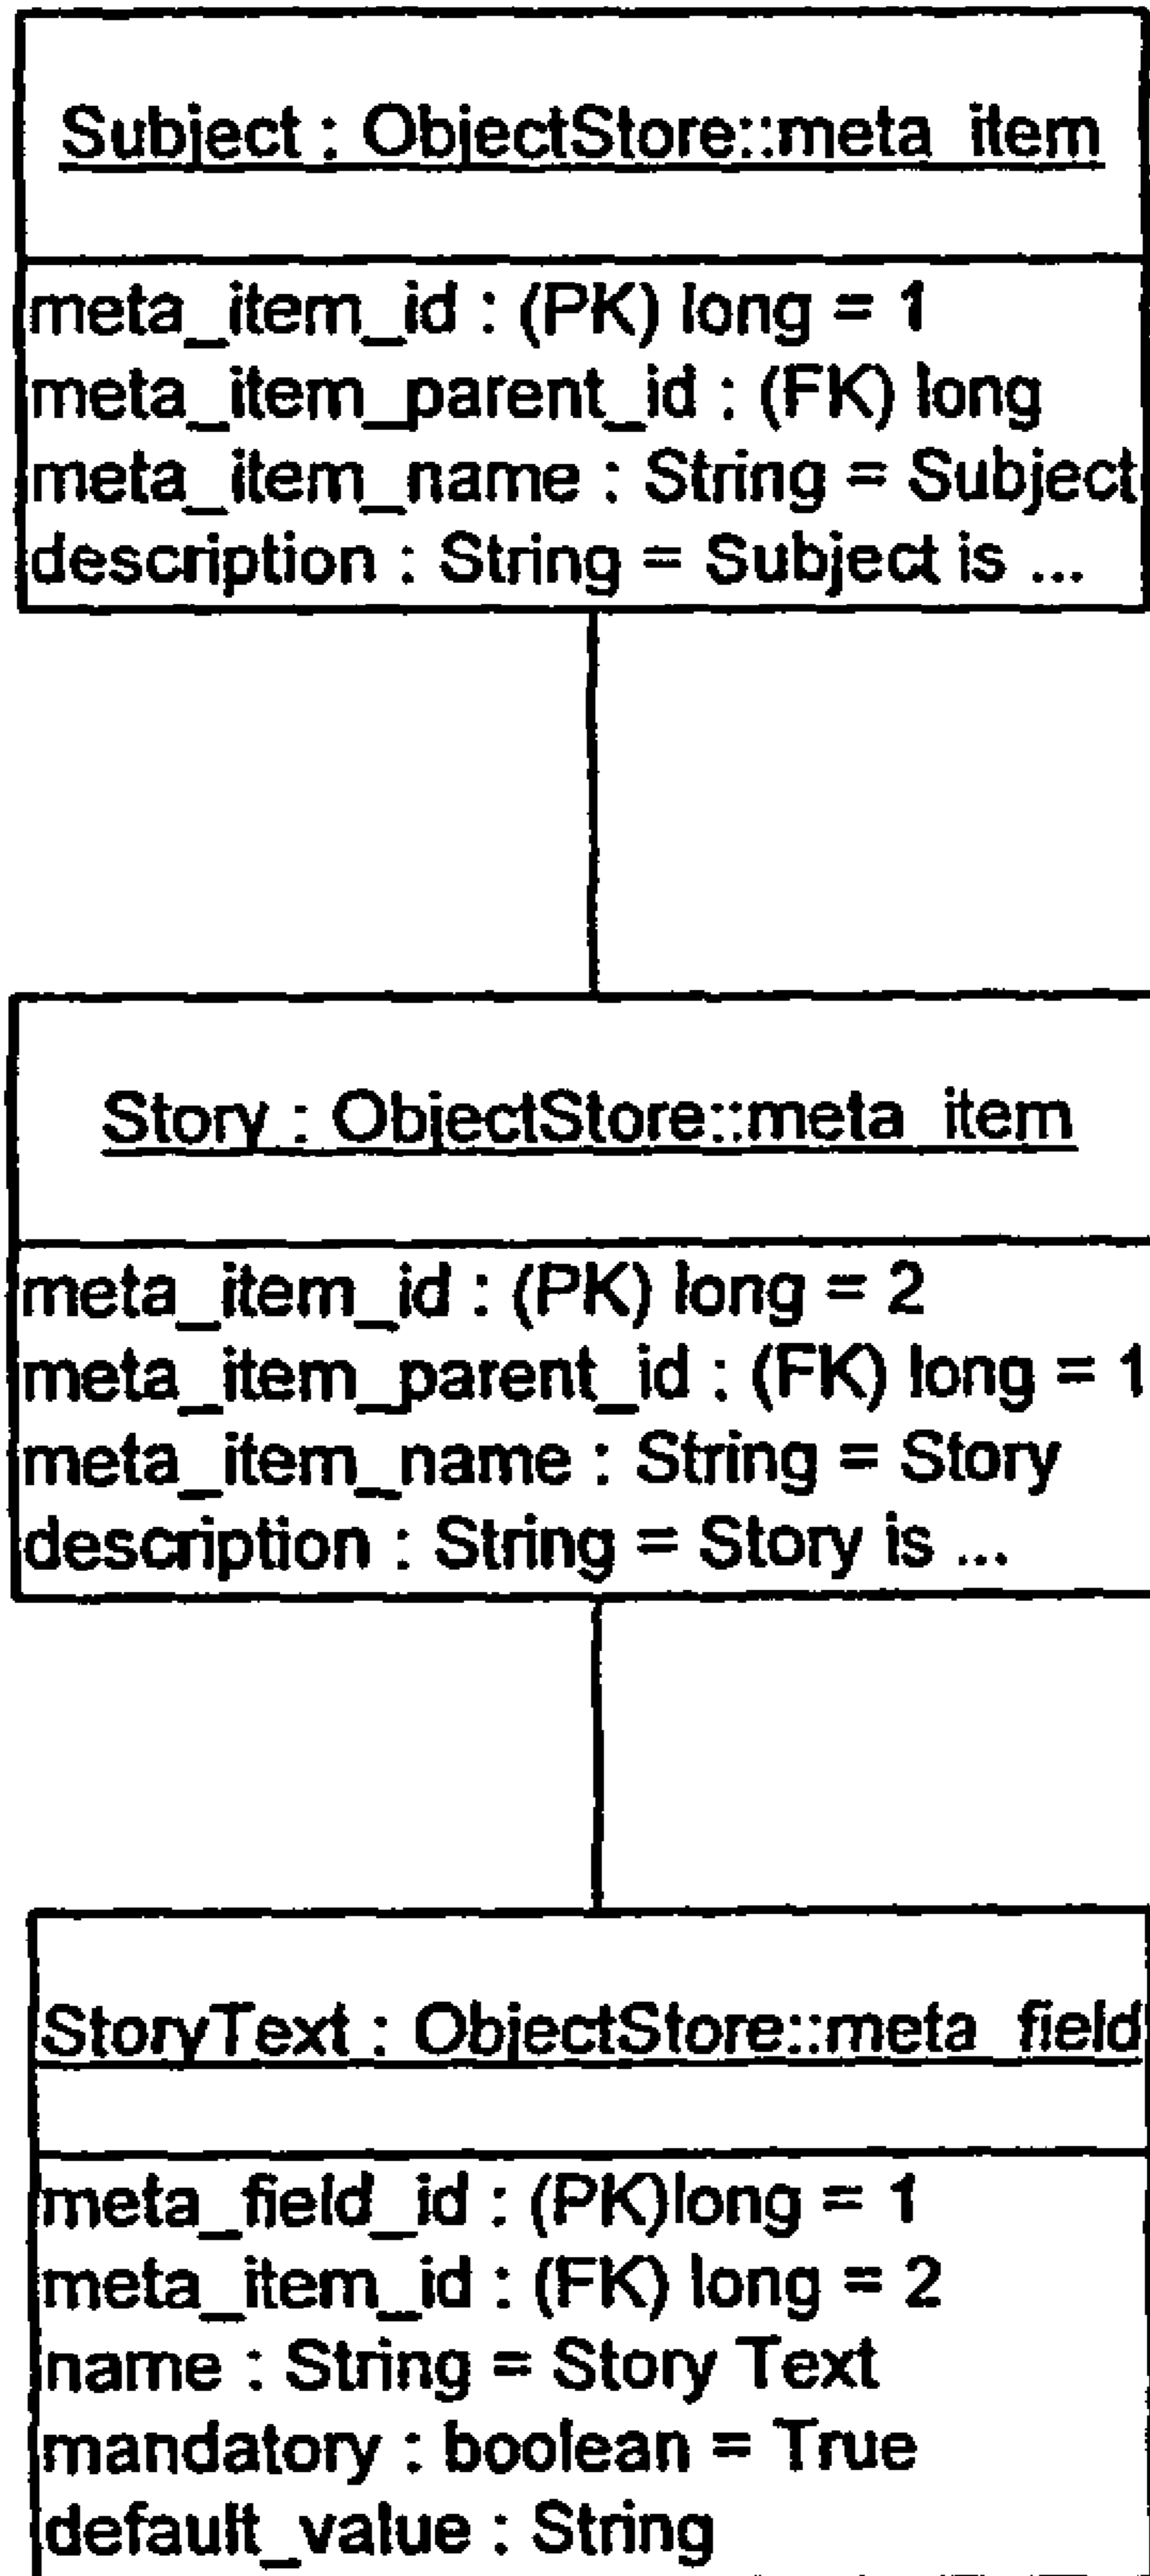 Subject : ObjectStore::meta_item
meta_item_id : (PK) long = 1
meta_item_parent_id : (FK) long
meta_item_name : String = Subject
description : String = Subject is ...
Story : ObjectStore::meta_item
meta_item_id : (PK) long = 2
meta_item_parent_id : (FK) long = 1
meta_item_name : String = Story
description : String = Story is ...
StoryText : ObjectStore::meta_field
meta_field_id : (PK)long = 1
meta_item_id : (FK) long = 2
name : String = Story Text
mandatory : boolean = True
default_value : String